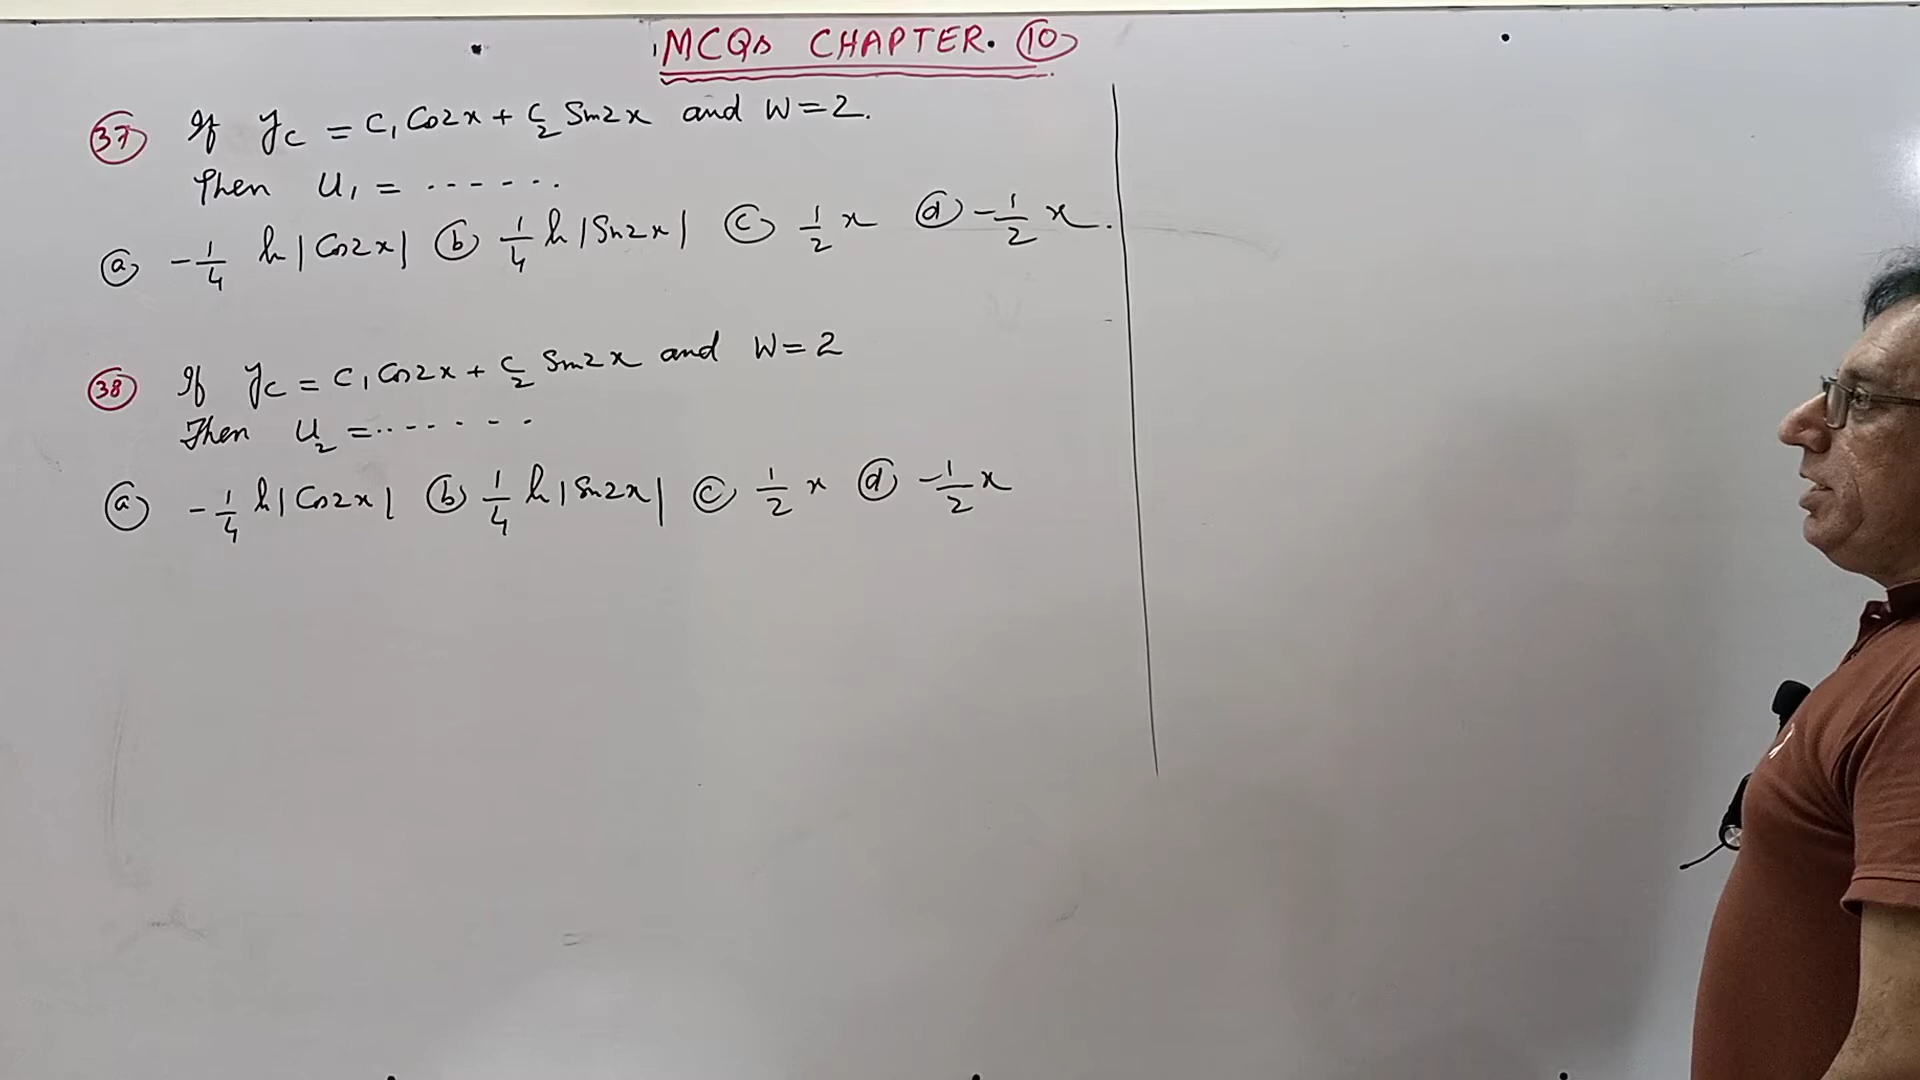 MCQs CHAPTER. 10
37 If yc = c1 Cos2x + c2 Sin2x and W=2.
Then u1 = ------.
a -1/4 ln|Cos2x| b 1/4 ln|Sin2x| c 1/2 x d -1/2 x.
38 If yc = c1 Cos2x + c2 Sin2x and W=2
Then u2 = -------
a -1/4 ln|Cos2x| b 1/4 ln|Sin2x| c 1/2 x d -1/2 x